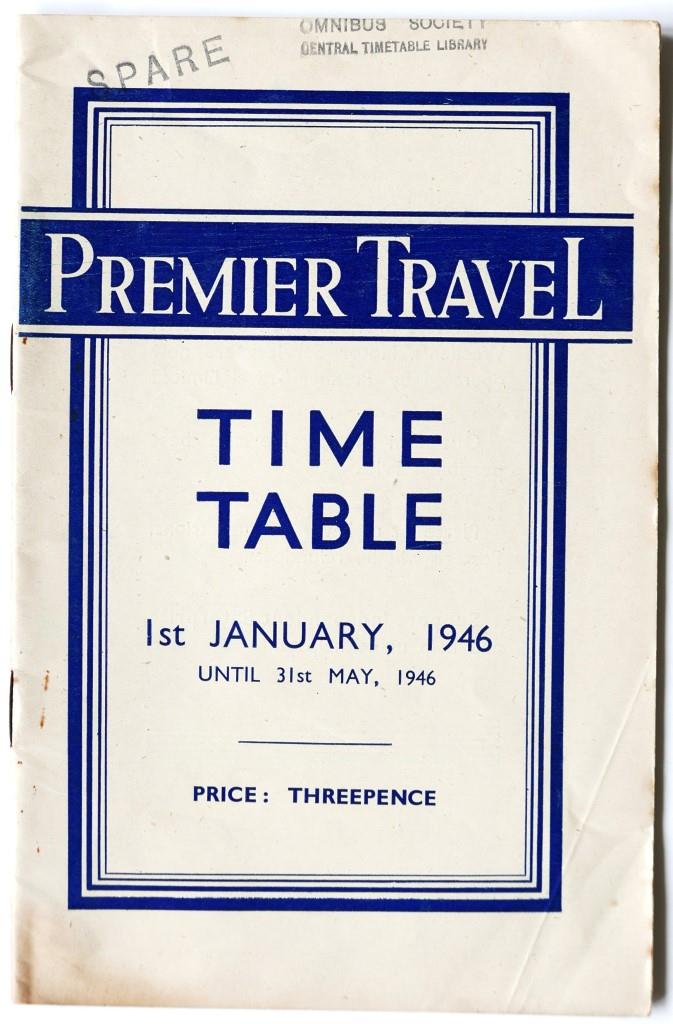 SPARE
OMNIBUS SOCIETY
CENTRAL TIMETABLE LIBRARY
PREMIER TRAVEL
TIME
TABLE
1st JANUARY, 1946
UNTIL 31st MAY, 1946
PRICE: THREEPENCE